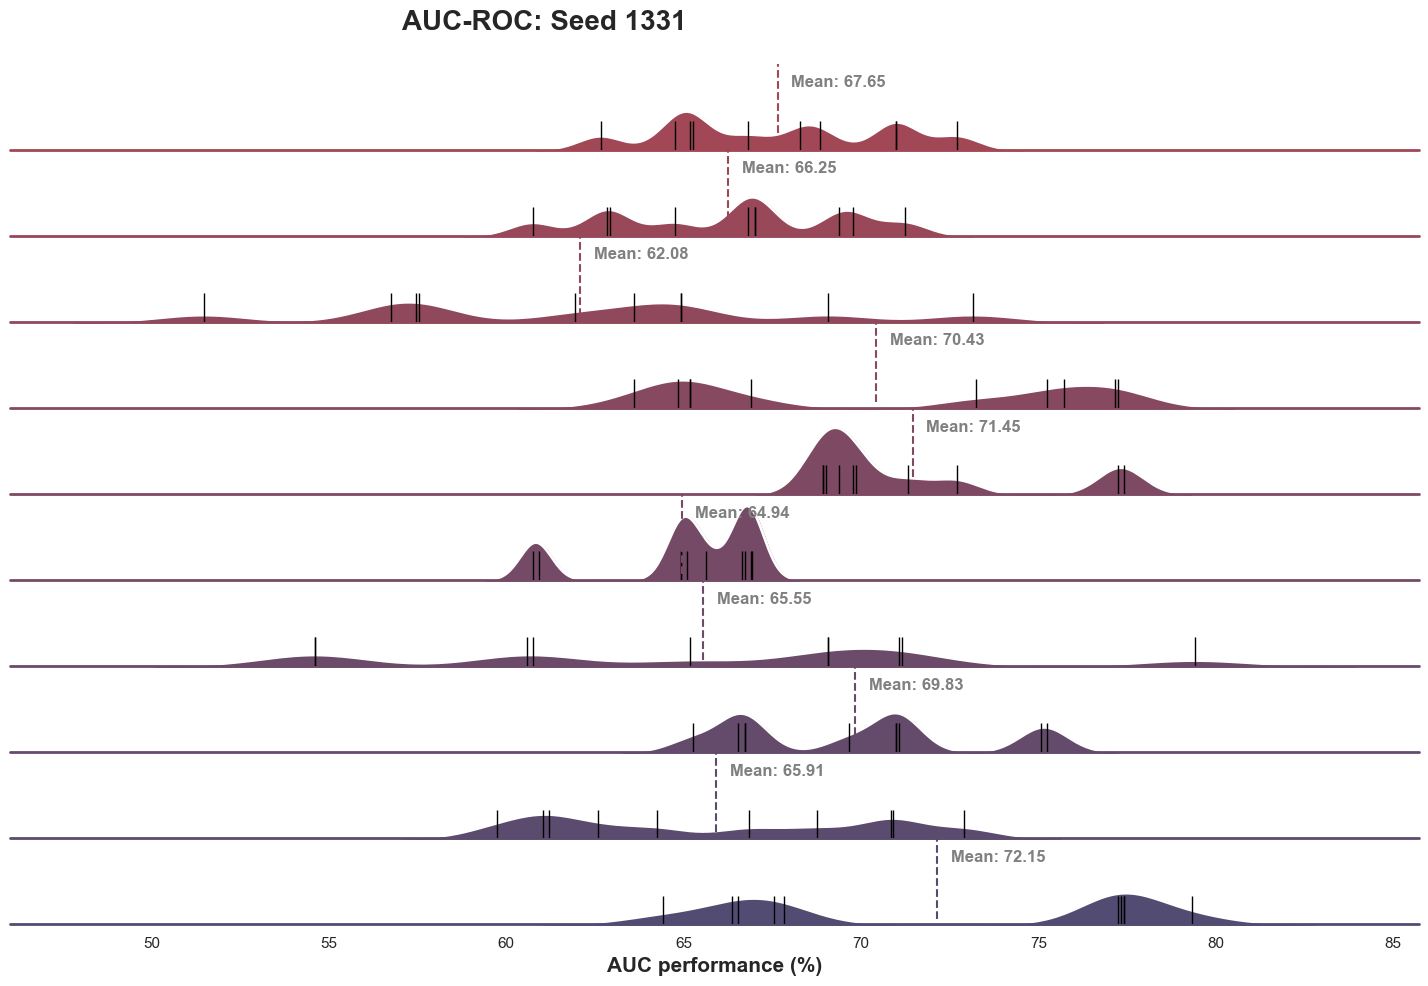 AUC-ROC: Seed 1331
Mean: 67.65
Mean: 66.25
Mean: 62.08
Mean: 70.43
Mean: 71.45
Mean: 64.94
Mean: 65.55
Mean: 69.83
Mean: 65.91
Mean: 72.15
50 55 60 65 70 75 80 85
AUC performance (%)